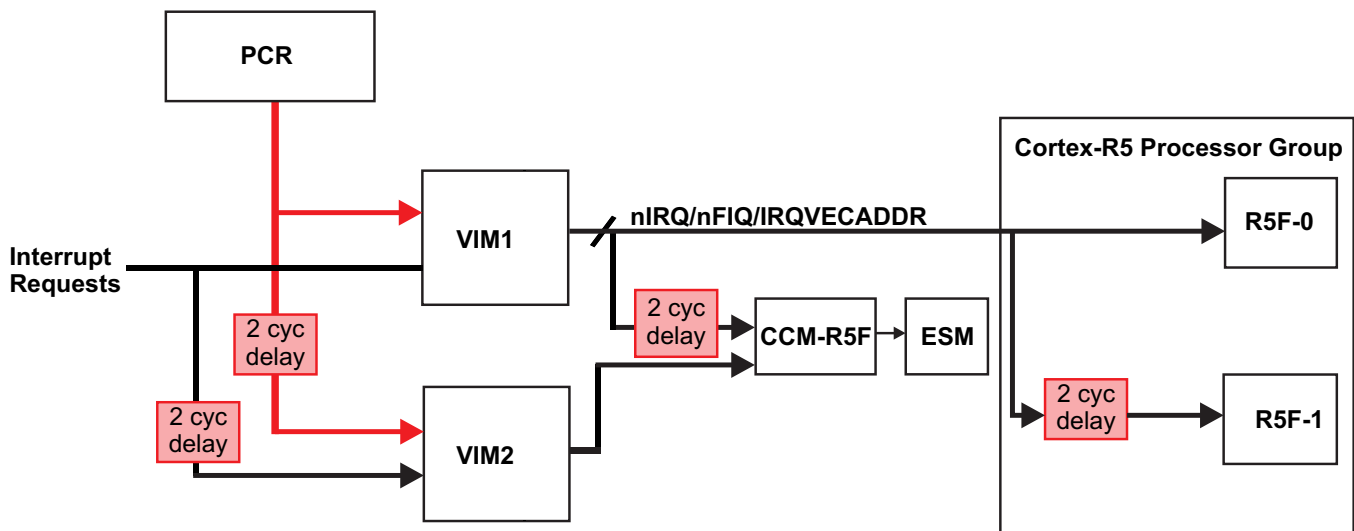 PCR
Cortex-R5 Processor Group
nIRQ/nFIQ/IRQVECADDR
R5F-0
VIM1
Interrupt
Requests
2 cyc
delay
2 cyc
delay
CCM-R5F
ESM
2 cyc
delay
2 cyc
delay
R5F-1
VIM2